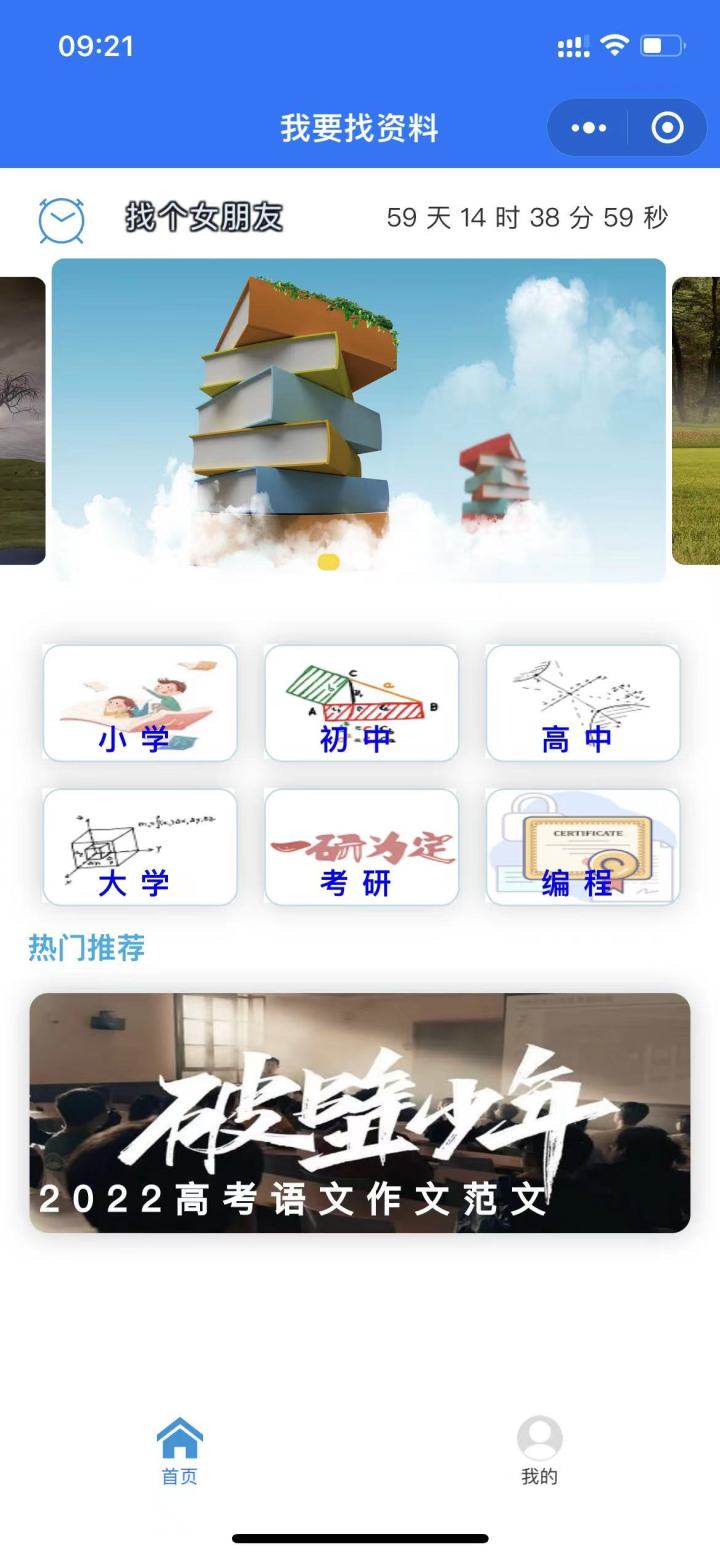 09:21
我要找资料
找个女朋友 59 天 14 时 38 分 59 秒
小 学
初 中
高 中
C
A
B
大 学
考 研
编 程
y
x
一研为定
CERTIFICATE
热门推荐
破壁少年
2022高考语文作文范文
首页
我的